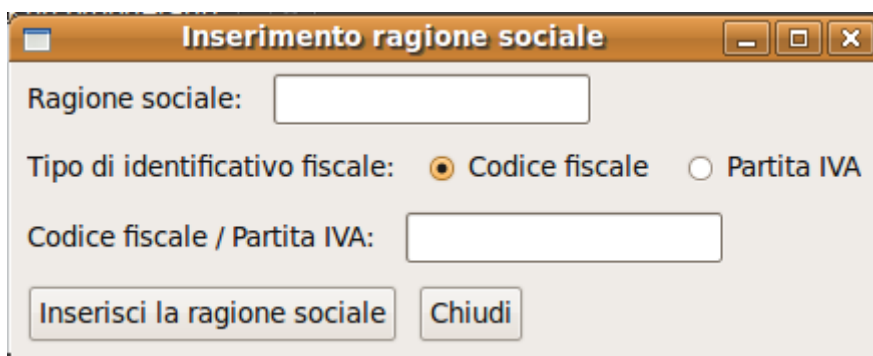 Inserimento ragione sociale
Ragione sociale:
Tipo di identificativo fiscale: Codice fiscale Partita IVA
Codice fiscale / Partita IVA:
Inserisci la ragione sociale Chiudi